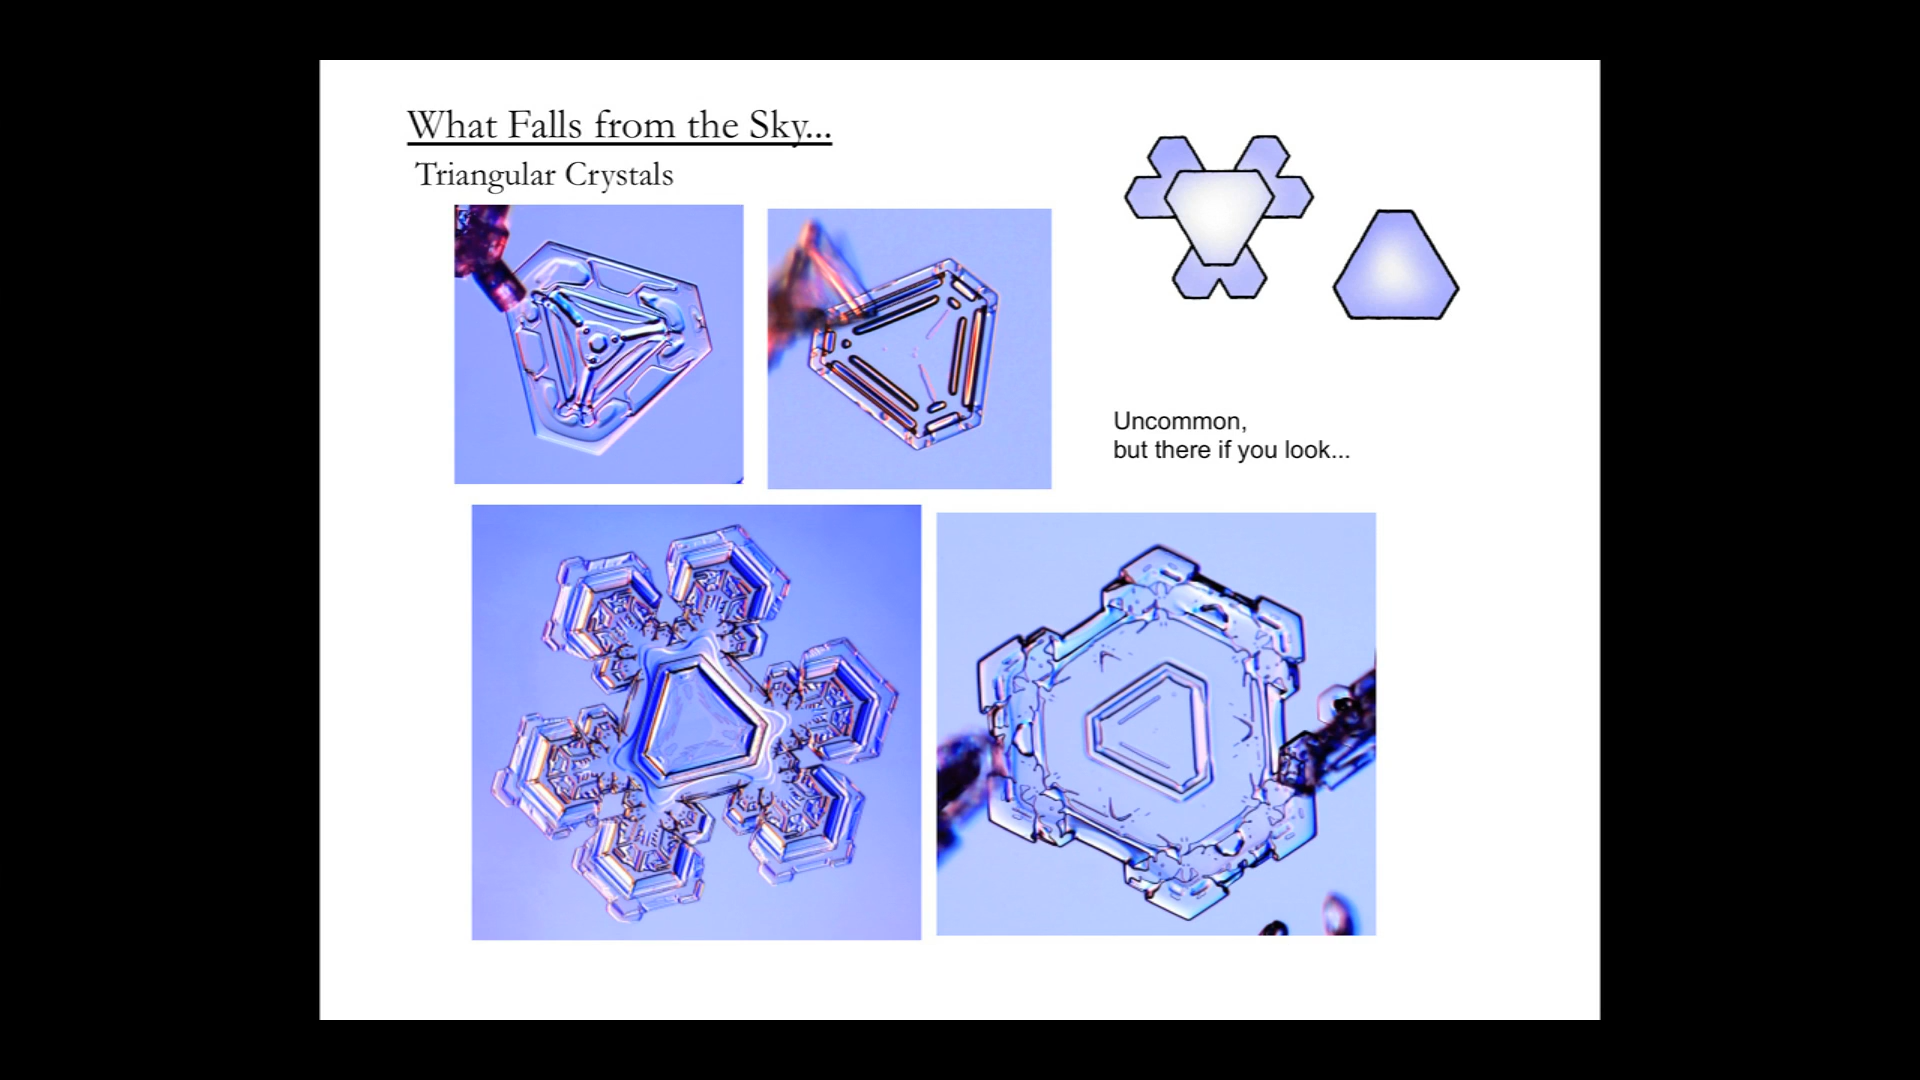 What Falls from the Sky...
Triangular Crystals
Uncommon,
but there if you look...